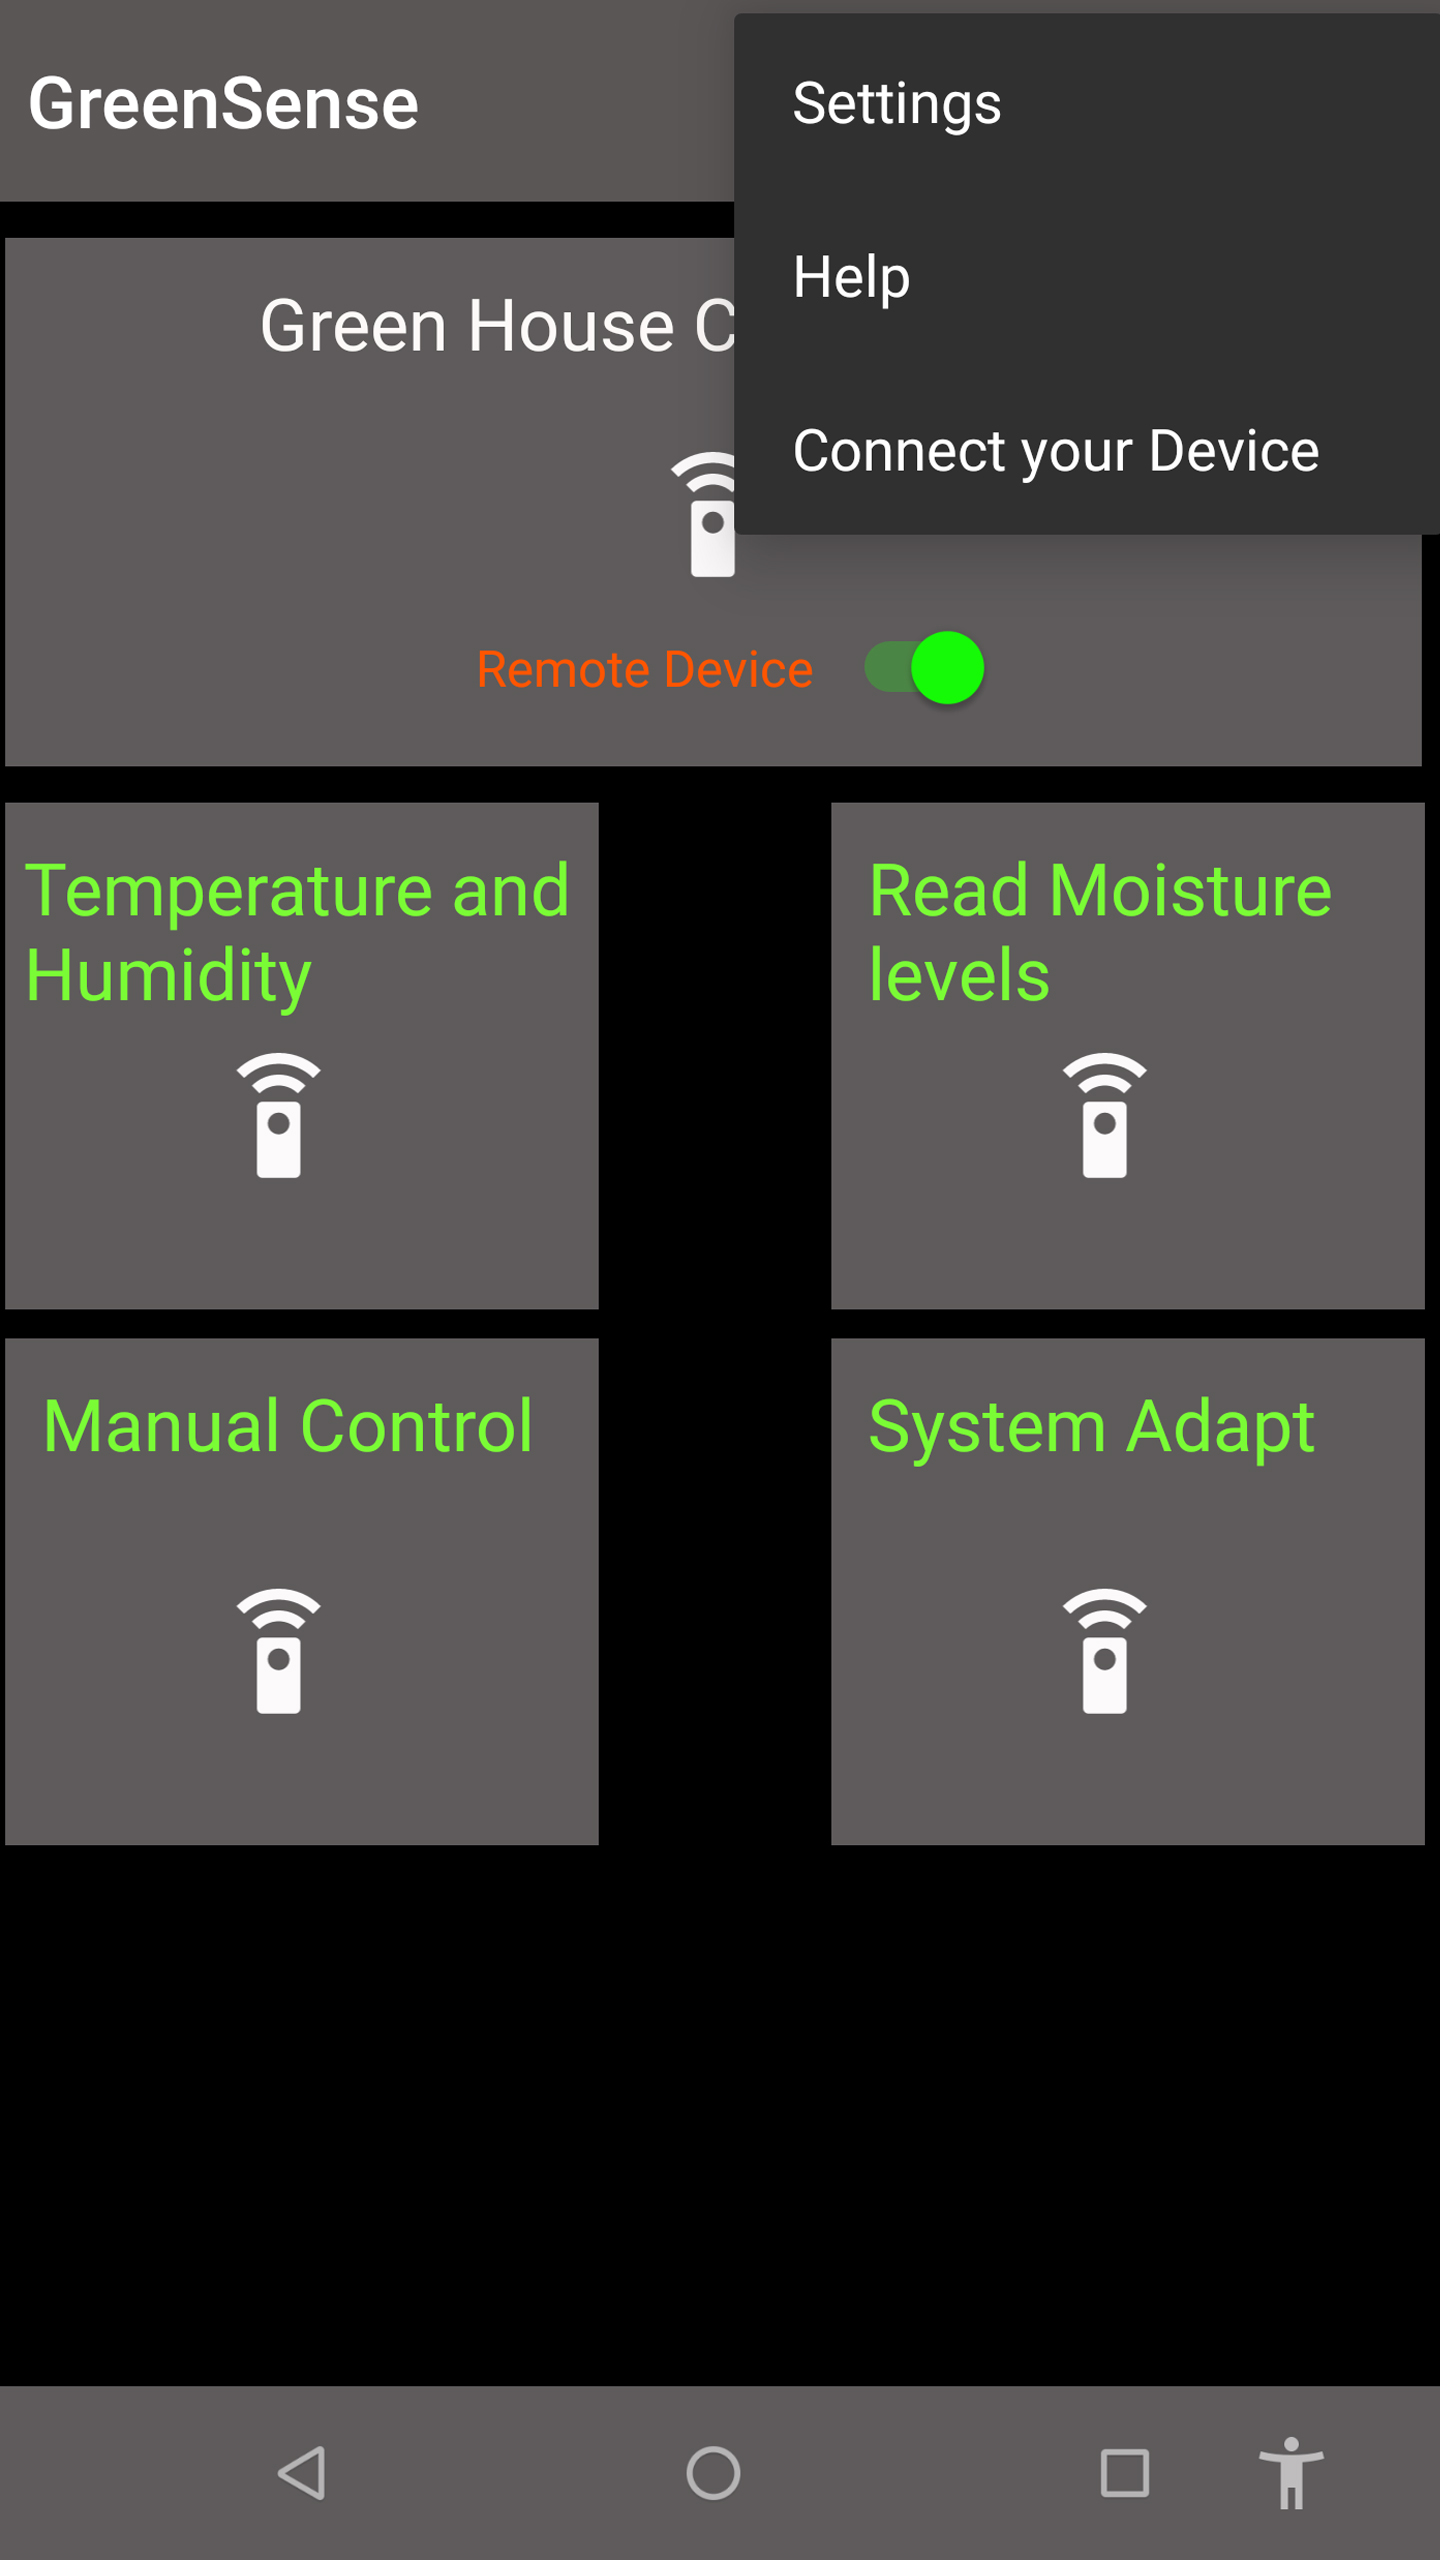 GreenSense
Settings
Help
Connect your Device
Green House
Remote Device
Temperature and
Humidity
Read Moisture
levels
Manual Control
System Adapt